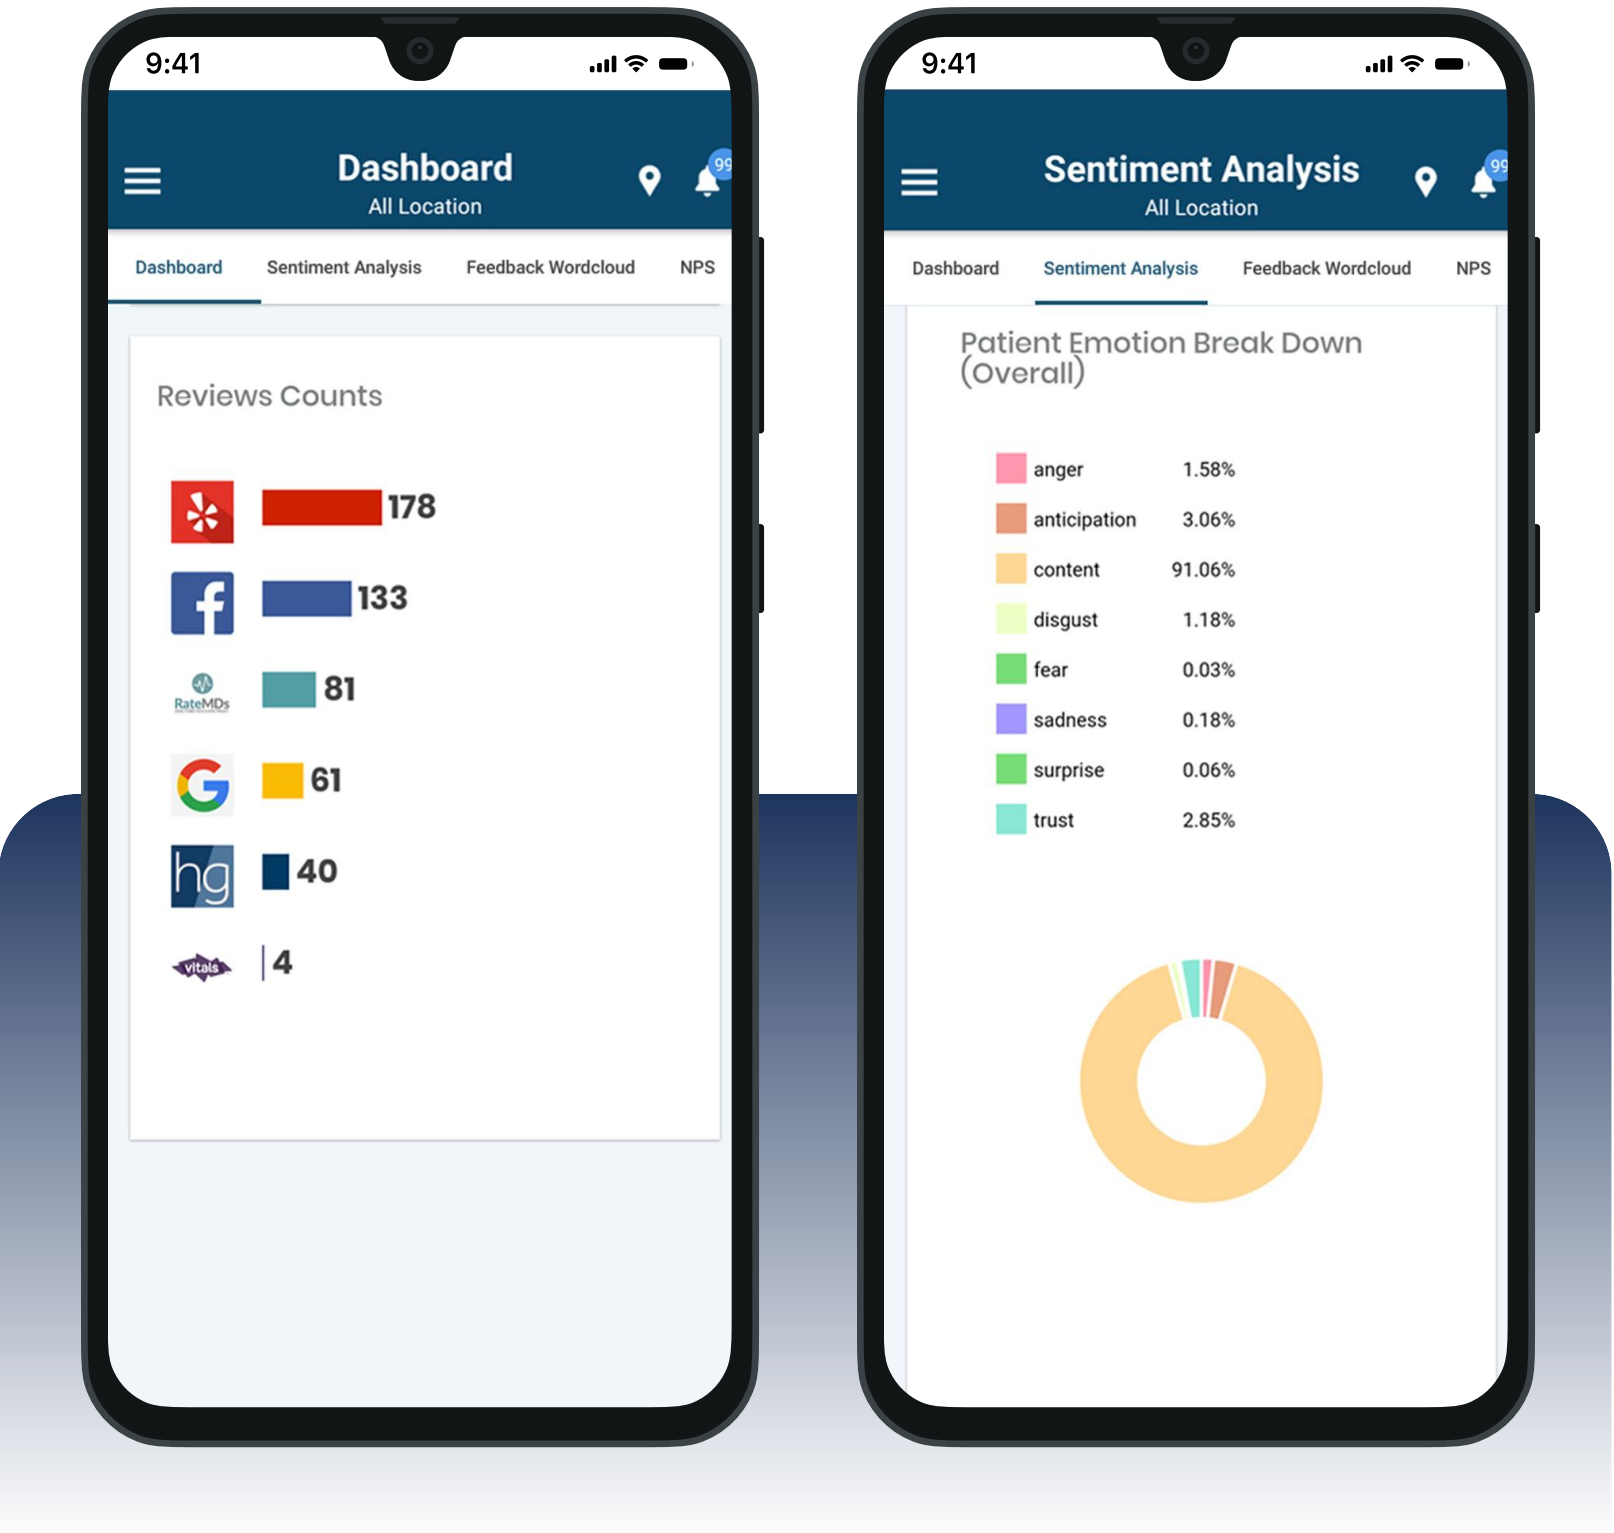 9:41
Dashboard
All Location
99
Dashboard Sentiment Analysis Feedback Wordcloud NPS
Reviews Counts
178
133
RateMDs
81
61
hg
40
vitals
4
9:41
Sentiment Analysis
All Location
99
Dashboard Sentiment Analysis Feedback Wordcloud NPS
Patient Emotion Break Down
(Overall)
anger 1.58%
anticipation 3.06%
content 91.06%
disgust 1.18%
fear 0.03%
sadness 0.18%
surprise 0.06%
trust 2.85%